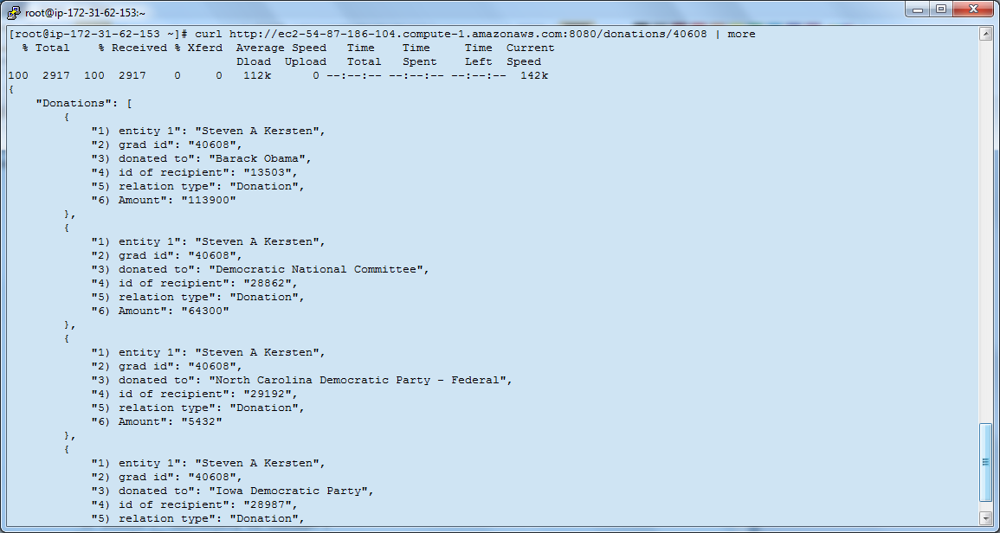 root@ip-172-31-62-153:~
[root@ip-172-31-62-153 ~]# curl http://ec2-54-87-186-104.compute-1.amazonaws.com:8080/donations/40608 | more
  % Total    % Received % Xferd  Average Speed   Time    Time     Time  Current
                                 Dload  Upload   Total   Spent    Left  Speed
100  2917  100  2917    0     0   112k      0 --:--:-- --:--:-- --:--:--  142k
{
    "Donations": [
        {
            "1) entity 1": "Steven A Kersten",
            "2) grad id": "40608",
            "3) donated to": "Barack Obama",
            "4) id of recipient": "13503",
            "5) relation type": "Donation",
            "6) Amount": "113900"
        },
        {
            "1) entity 1": "Steven A Kersten",
            "2) grad id": "40608",
            "3) donated to": "Democratic National Committee",
            "4) id of recipient": "28862",
            "5) relation type": "Donation",
            "6) Amount": "64300"
        },
        {
            "1) entity 1": "Steven A Kersten",
            "2) grad id": "40608",
            "3) donated to": "North Carolina Democratic Party - Federal",
            "4) id of recipient": "29192",
            "5) relation type": "Donation",
            "6) Amount": "5432"
        },
        {
            "1) entity 1": "Steven A Kersten",
            "2) grad id": "40608",
            "3) donated to": "Iowa Democratic Party",
            "4) id of recipient": "28987",
            "5) relation type": "Donation",